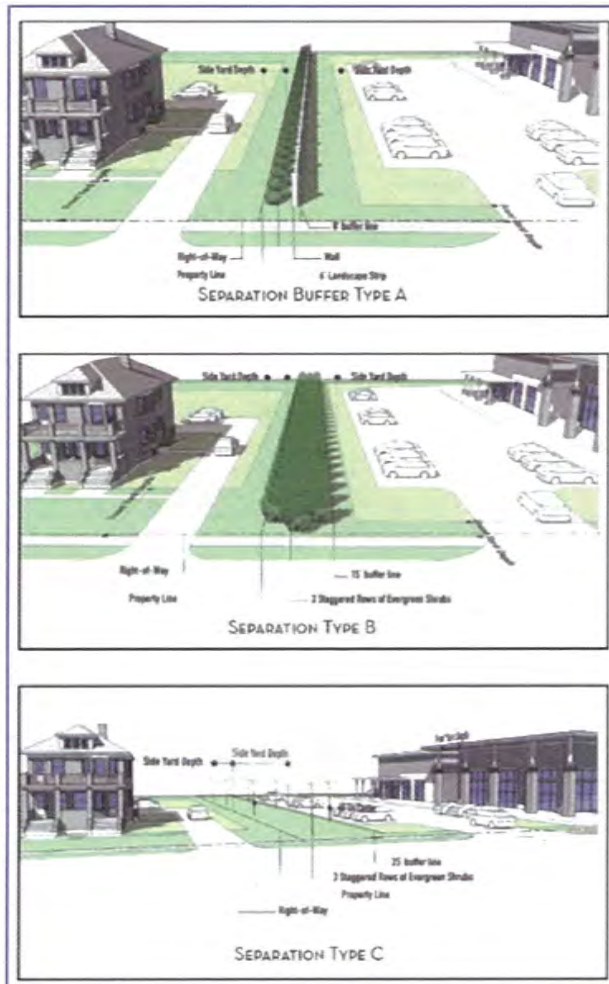 Side Yard Depth
Side Yard Depth
8' buffer line
Right-of-Way
Wall
Property Line
6' Landscape Strip
SEPARATION BUFFER TYPE A
Side Yard Depth
Side Yard Depth
Right-of-Way
15' buffer line
Property Line
3 Staggered Rows of Evergreen Shrubs
SEPARATION TYPE B
Side Yard Depth
Side Yard Depth
25' buffer line
3 Staggered Rows of Evergreen Shrubs
Property Line
Right-of-Way
SEPARATION TYPE C